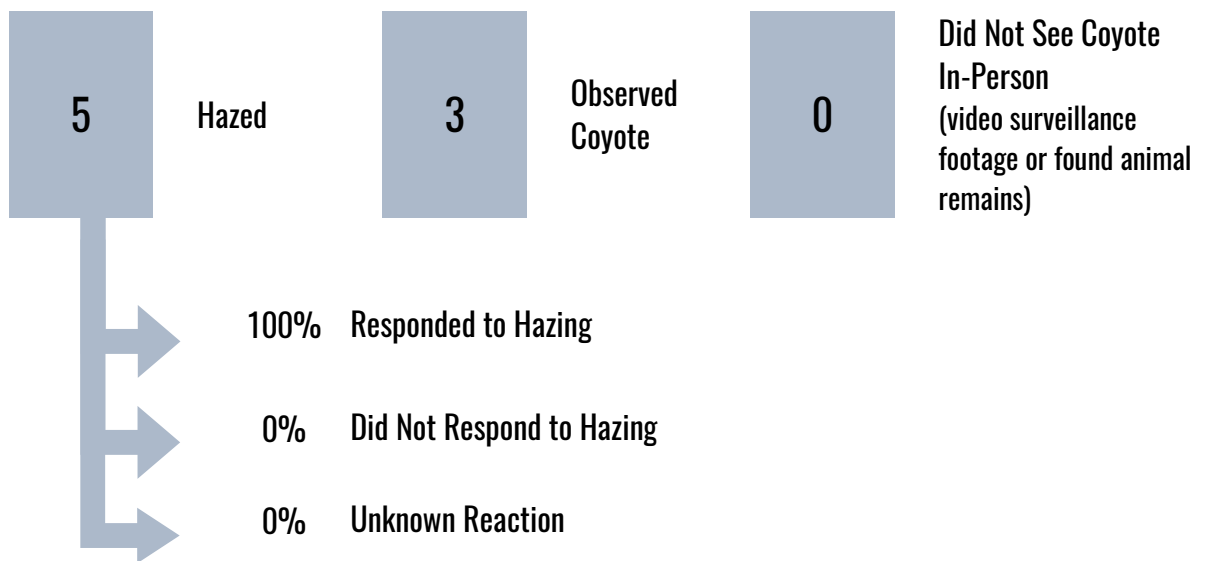 5
Hazed
3
Observed
Coyote
0
Did Not See Coyote
In-Person
(video surveillance
footage or found animal
remains)
100% Responded to Hazing
0% Did Not Respond to Hazing
0% Unknown Reaction